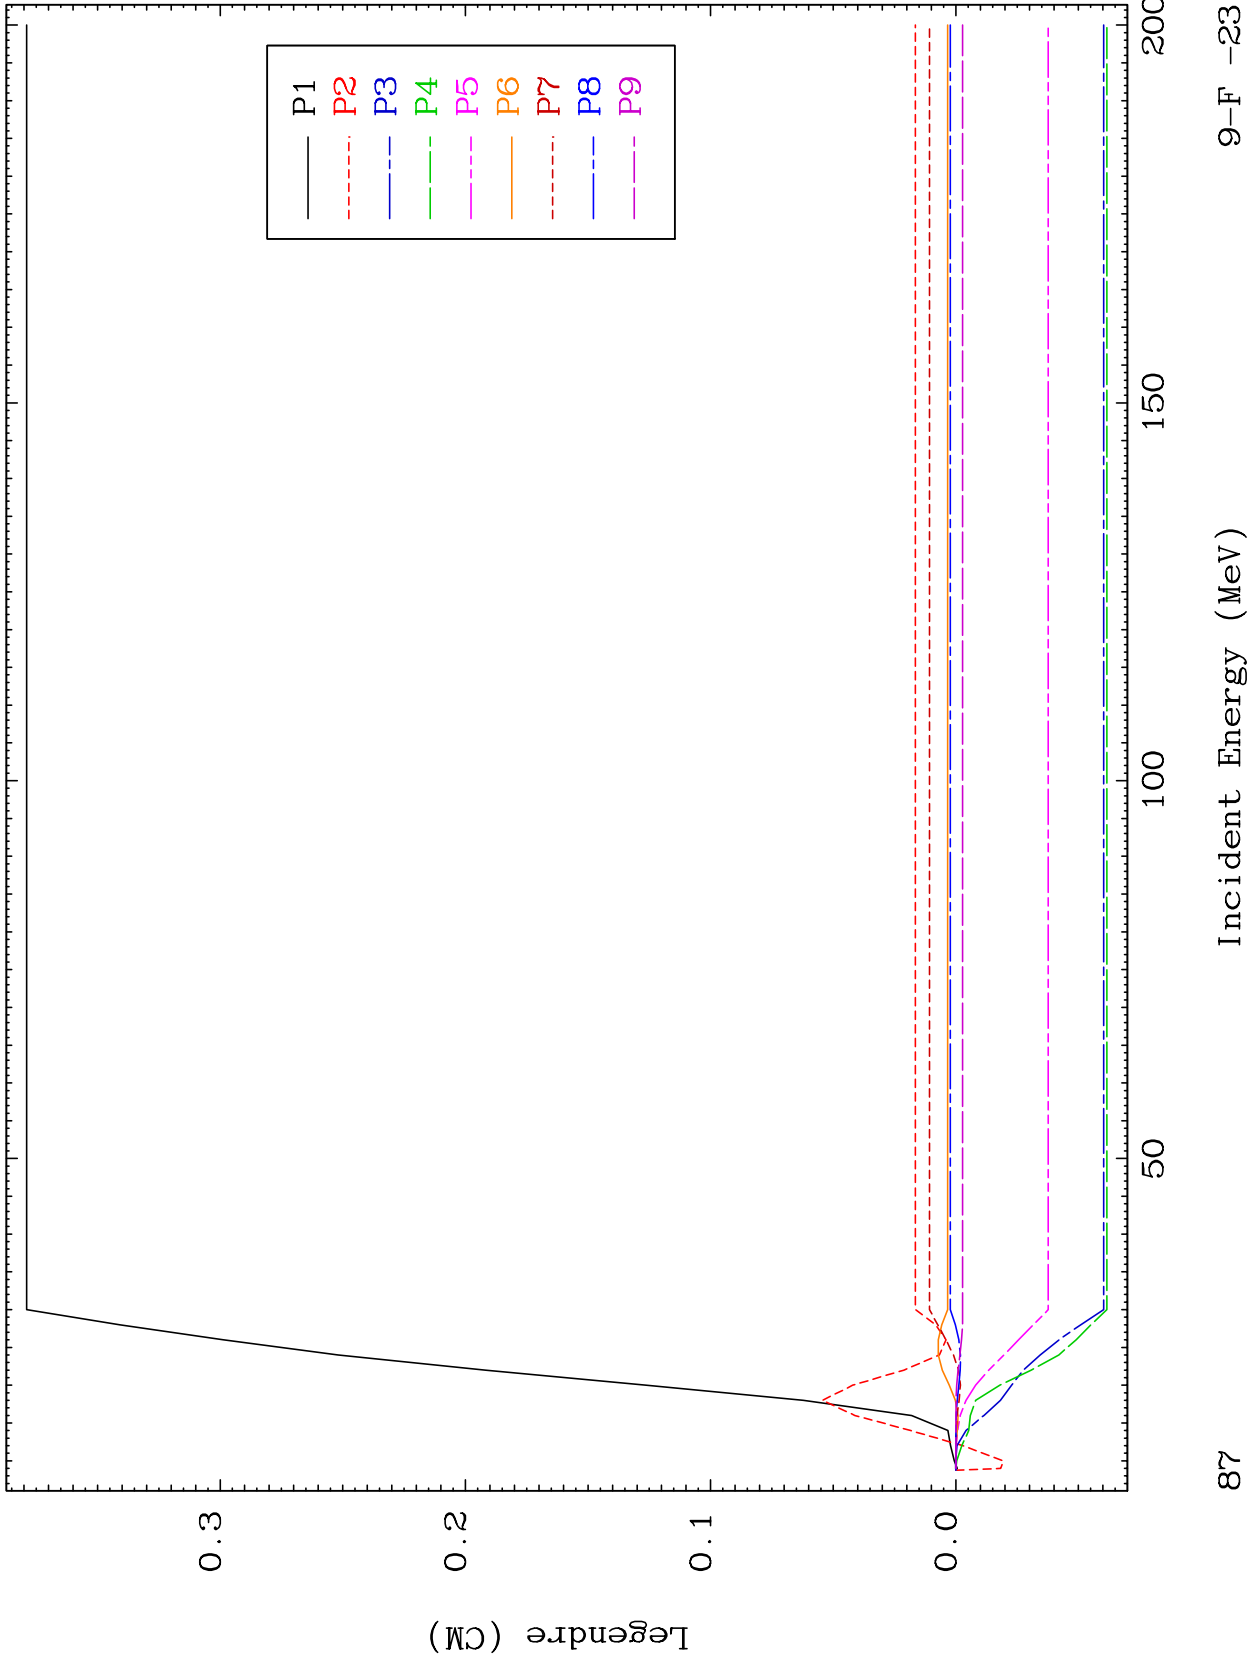 Legendre (CM)
0.3
0.2
0.1
0.0
P1
P2
P3
P4
P5
P6
P7
P8
P9
50
100
150
200
Incident Energy (MeV)
87
9-F -23